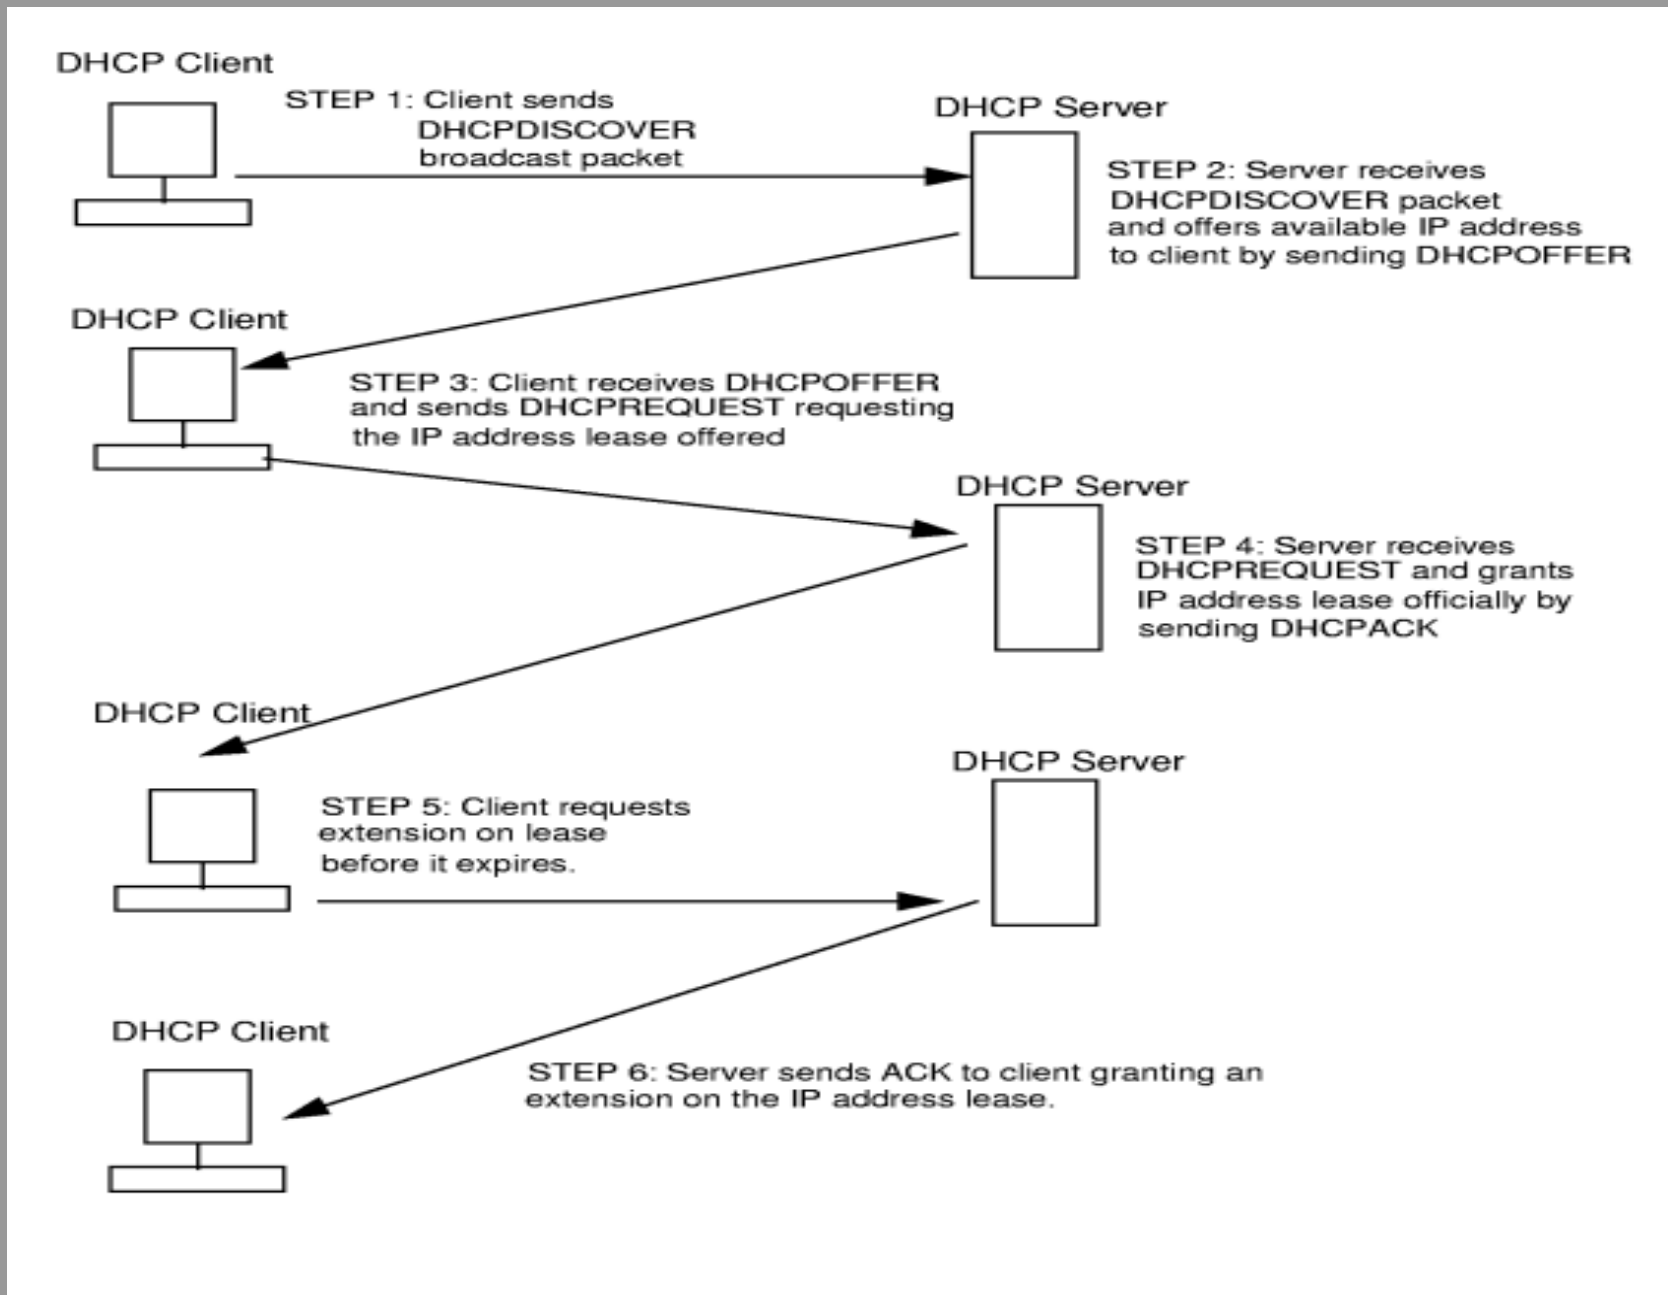 DHCP Client
STEP 1: Client sends
DHCPDISCOVER
broadcast packet
DHCP Server
STEP 2: Server receives
DHCPDISCOVER packet
and offers available IP address
to client by sending DHCPOFFER
DHCP Client
STEP 3: Client receives DHCPOFFER
and sends DHCPREQUEST requesting
the IP address lease offered
DHCP Server
STEP 4: Server receives
DHCPREQUEST and grants
IP address lease officially by
sending DHCPACK
DHCP Client
DHCP Server
STEP 5: Client requests
extension on lease
before it expires.
DHCP Client
STEP 6: Server sends ACK to client granting an
extension on the IP address lease.